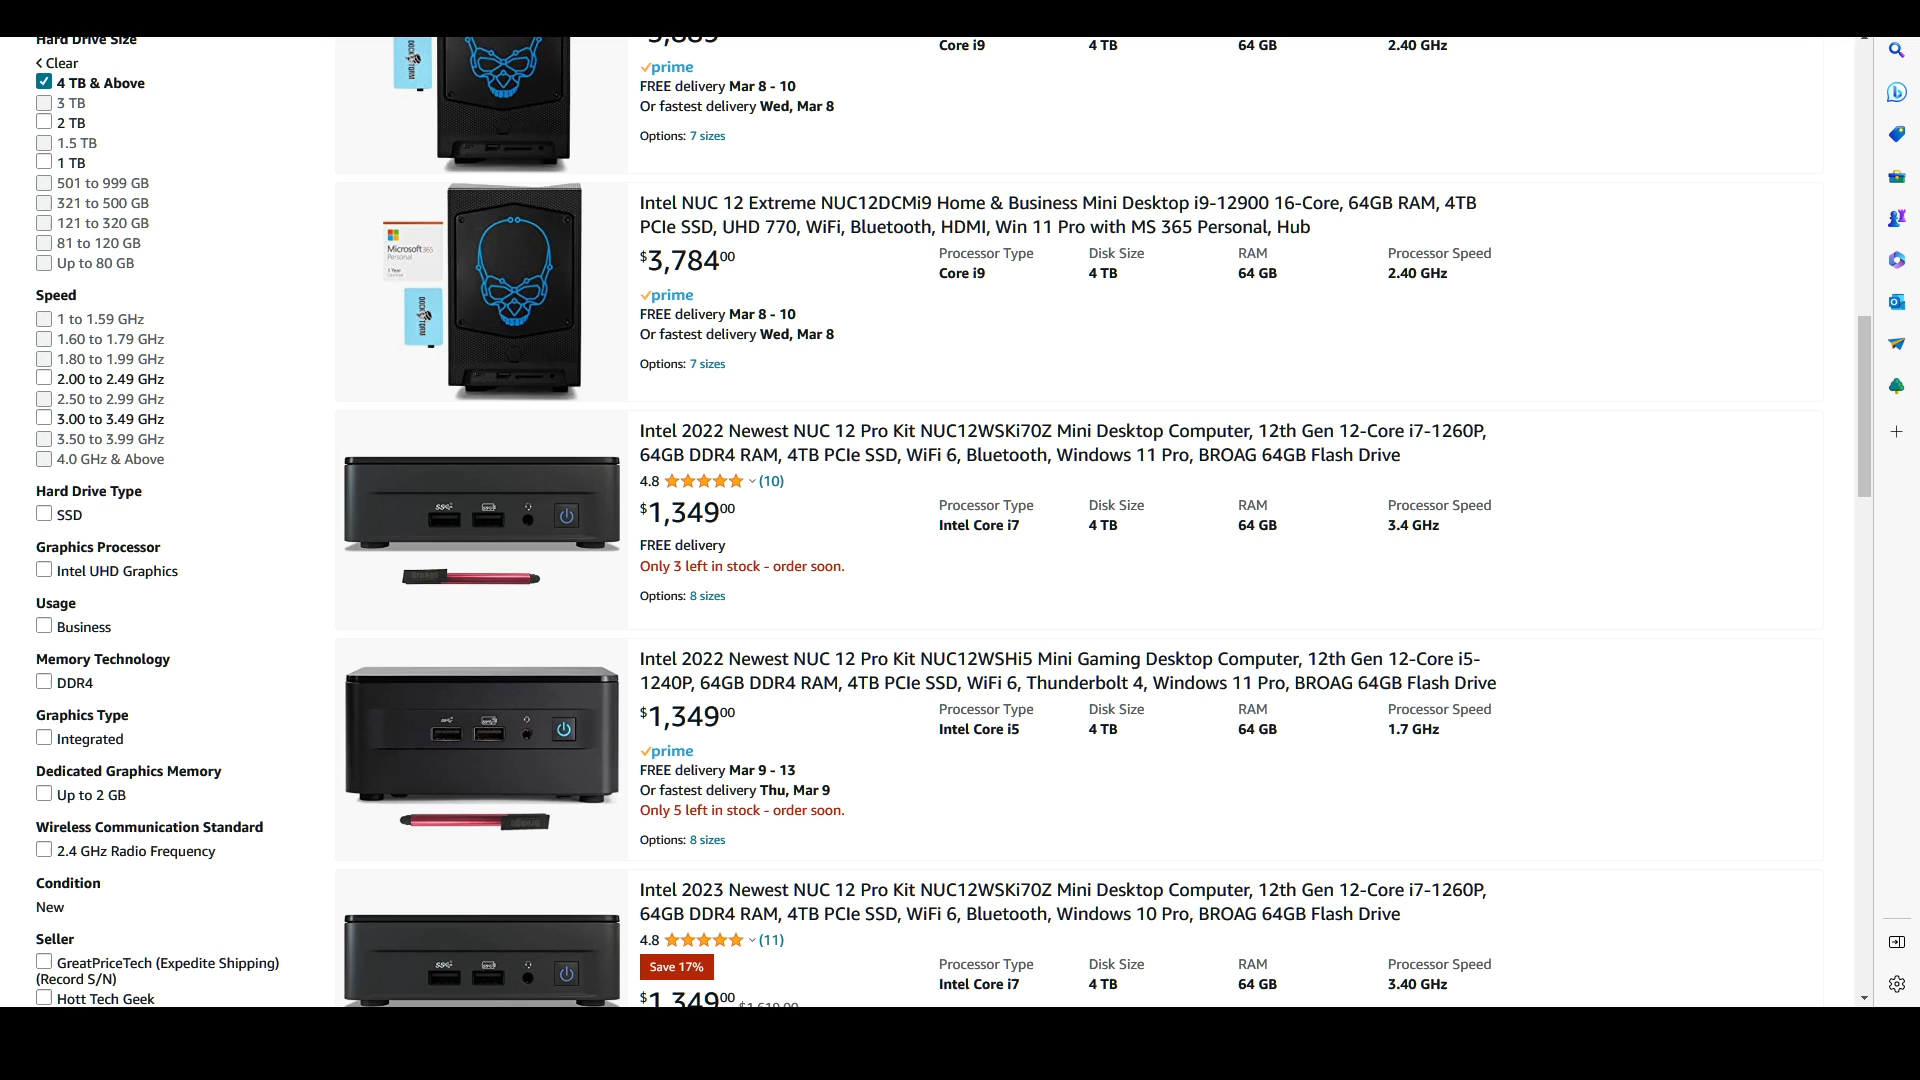 Hard Drive Size
Clear
4 TB & Above
3 TB
2 TB
1.5 TB
1 TB
501 to 999 GB
321 to 500 GB
121 to 320 GB
81 to 120 GB
Up to 80 GB
Speed
1 to 1.59 GHz
1.60 to 1.79 GHz
1.80 to 1.99 GHz
2.00 to 2.49 GHz
2.50 to 2.99 GHz
3.00 to 3.49 GHz
3.50 to 3.99 GHz
4.0 GHz & Above
Hard Drive Type
SSD
Graphics Processor
Intel UHD Graphics
Usage
Business
Memory Technology
DDR4
Graphics Type
Integrated
Dedicated Graphics Memory
Up to 2 GB
Wireless Communication Standard
2.4 GHz Radio Frequency
Condition
New
Seller
GreatPriceTech (Expedite Shipping)
(Record S/N)
Hott Tech Geek
Core i9 4 TB 64 GB 2.40 GHz
prime
FREE delivery Mar 8 - 10
Or fastest delivery Wed, Mar 8
Options: 7 sizes
Microsoft 365
Personal
1 Year
Intel NUC 12 Extreme NUC12DCMi9 Home & Business Mini Desktop i9-12900 16-Core, 64GB RAM, 4TB
PCIe SSD, UHD 770, WiFi, Bluetooth, HDMI, Win 11 Pro with MS 365 Personal, Hub
$3,78400
Processor Type Disk Size RAM Processor Speed
Core i9 4 TB 64 GB 2.40 GHz
prime
FREE delivery Mar 8 - 10
Or fastest delivery Wed, Mar 8
Options: 7 sizes
Intel 2022 Newest NUC 12 Pro Kit NUC12WSKi70Z Mini Desktop Computer, 12th Gen 12-Core i7-1260P,
64GB DDR4 RAM, 4TB PCIe SSD, WiFi 6, Bluetooth, Windows 11 Pro, BROAG 64GB Flash Drive
4.8 (10)
$1,34900
Processor Type Disk Size RAM Processor Speed
Intel Core i7 4 TB 64 GB 3.4 GHz
FREE delivery
Only 3 left in stock - order soon.
Options: 8 sizes
Intel 2022 Newest NUC 12 Pro Kit NUC12WSHi5 Mini Gaming Desktop Computer, 12th Gen 12-Core i5-
1240P, 64GB DDR4 RAM, 4TB PCIe SSD, WiFi 6, Thunderbolt 4, Windows 11 Pro, BROAG 64GB Flash Drive
$1,34900
Processor Type Disk Size RAM Processor Speed
Intel Core i5 4 TB 64 GB 1.7 GHz
prime
FREE delivery Mar 9 - 13
Or fastest delivery Thu, Mar 9
Only 5 left in stock - order soon.
Options: 8 sizes
Intel 2023 Newest NUC 12 Pro Kit NUC12WSKi70Z Mini Desktop Computer, 12th Gen 12-Core i7-1260P,
64GB DDR4 RAM, 4TB PCIe SSD, WiFi 6, Bluetooth, Windows 10 Pro, BROAG 64GB Flash Drive
4.8 (11)
Save 17%
Processor Type Disk Size RAM Processor Speed
Intel Core i7 4 TB 64 GB 3.40 GHz
$1,34900